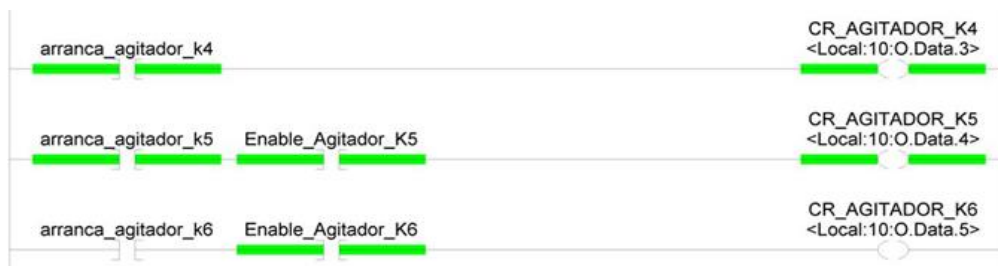 arranca_agitador_k4
CR_AGITADOR_K4
<Local:10:O.Data.3>
arranca_agitador_k5 Enable_Agitador_K5
CR_AGITADOR_K5
<Local:10:O.Data.4>
arranca_agitador_k6 Enable_Agitador_K6
CR_AGITADOR_K6
<Local:10:O.Data.5>